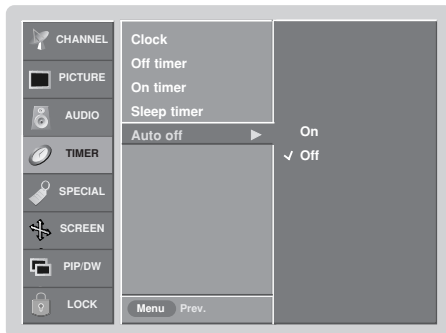 CHANNEL
PICTURE
AUDIO
TIMER
SPECIAL
SCREEN
PIP/DW
LOCK
Clock
Off timer
On timer
Sleep timer
Auto off ▶
Menu Prev.
On
✓ Off